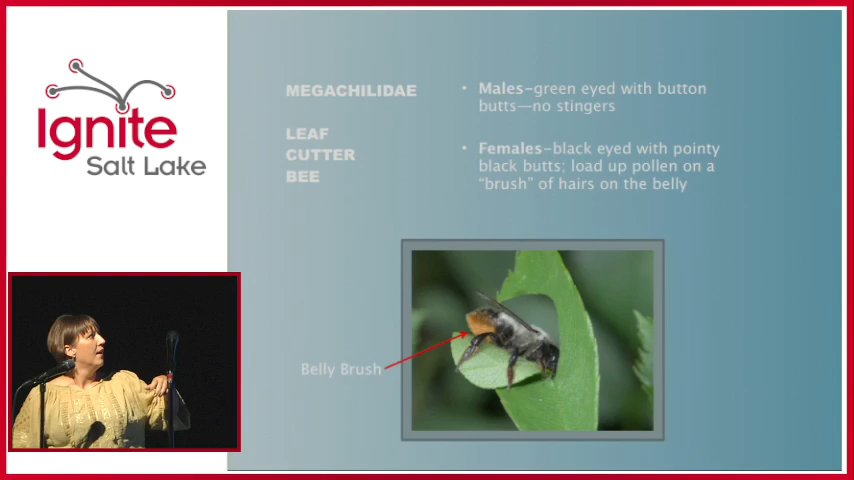 Ignite
Salt Lake
MEGACHILIDAE
LEAF
CUTTER
BEE
• Males-green eyed with button
butts—no stingers
• Females-black eyed with pointy
black butts; load up pollen on a
"brush" of hairs on the belly
Belly Brush